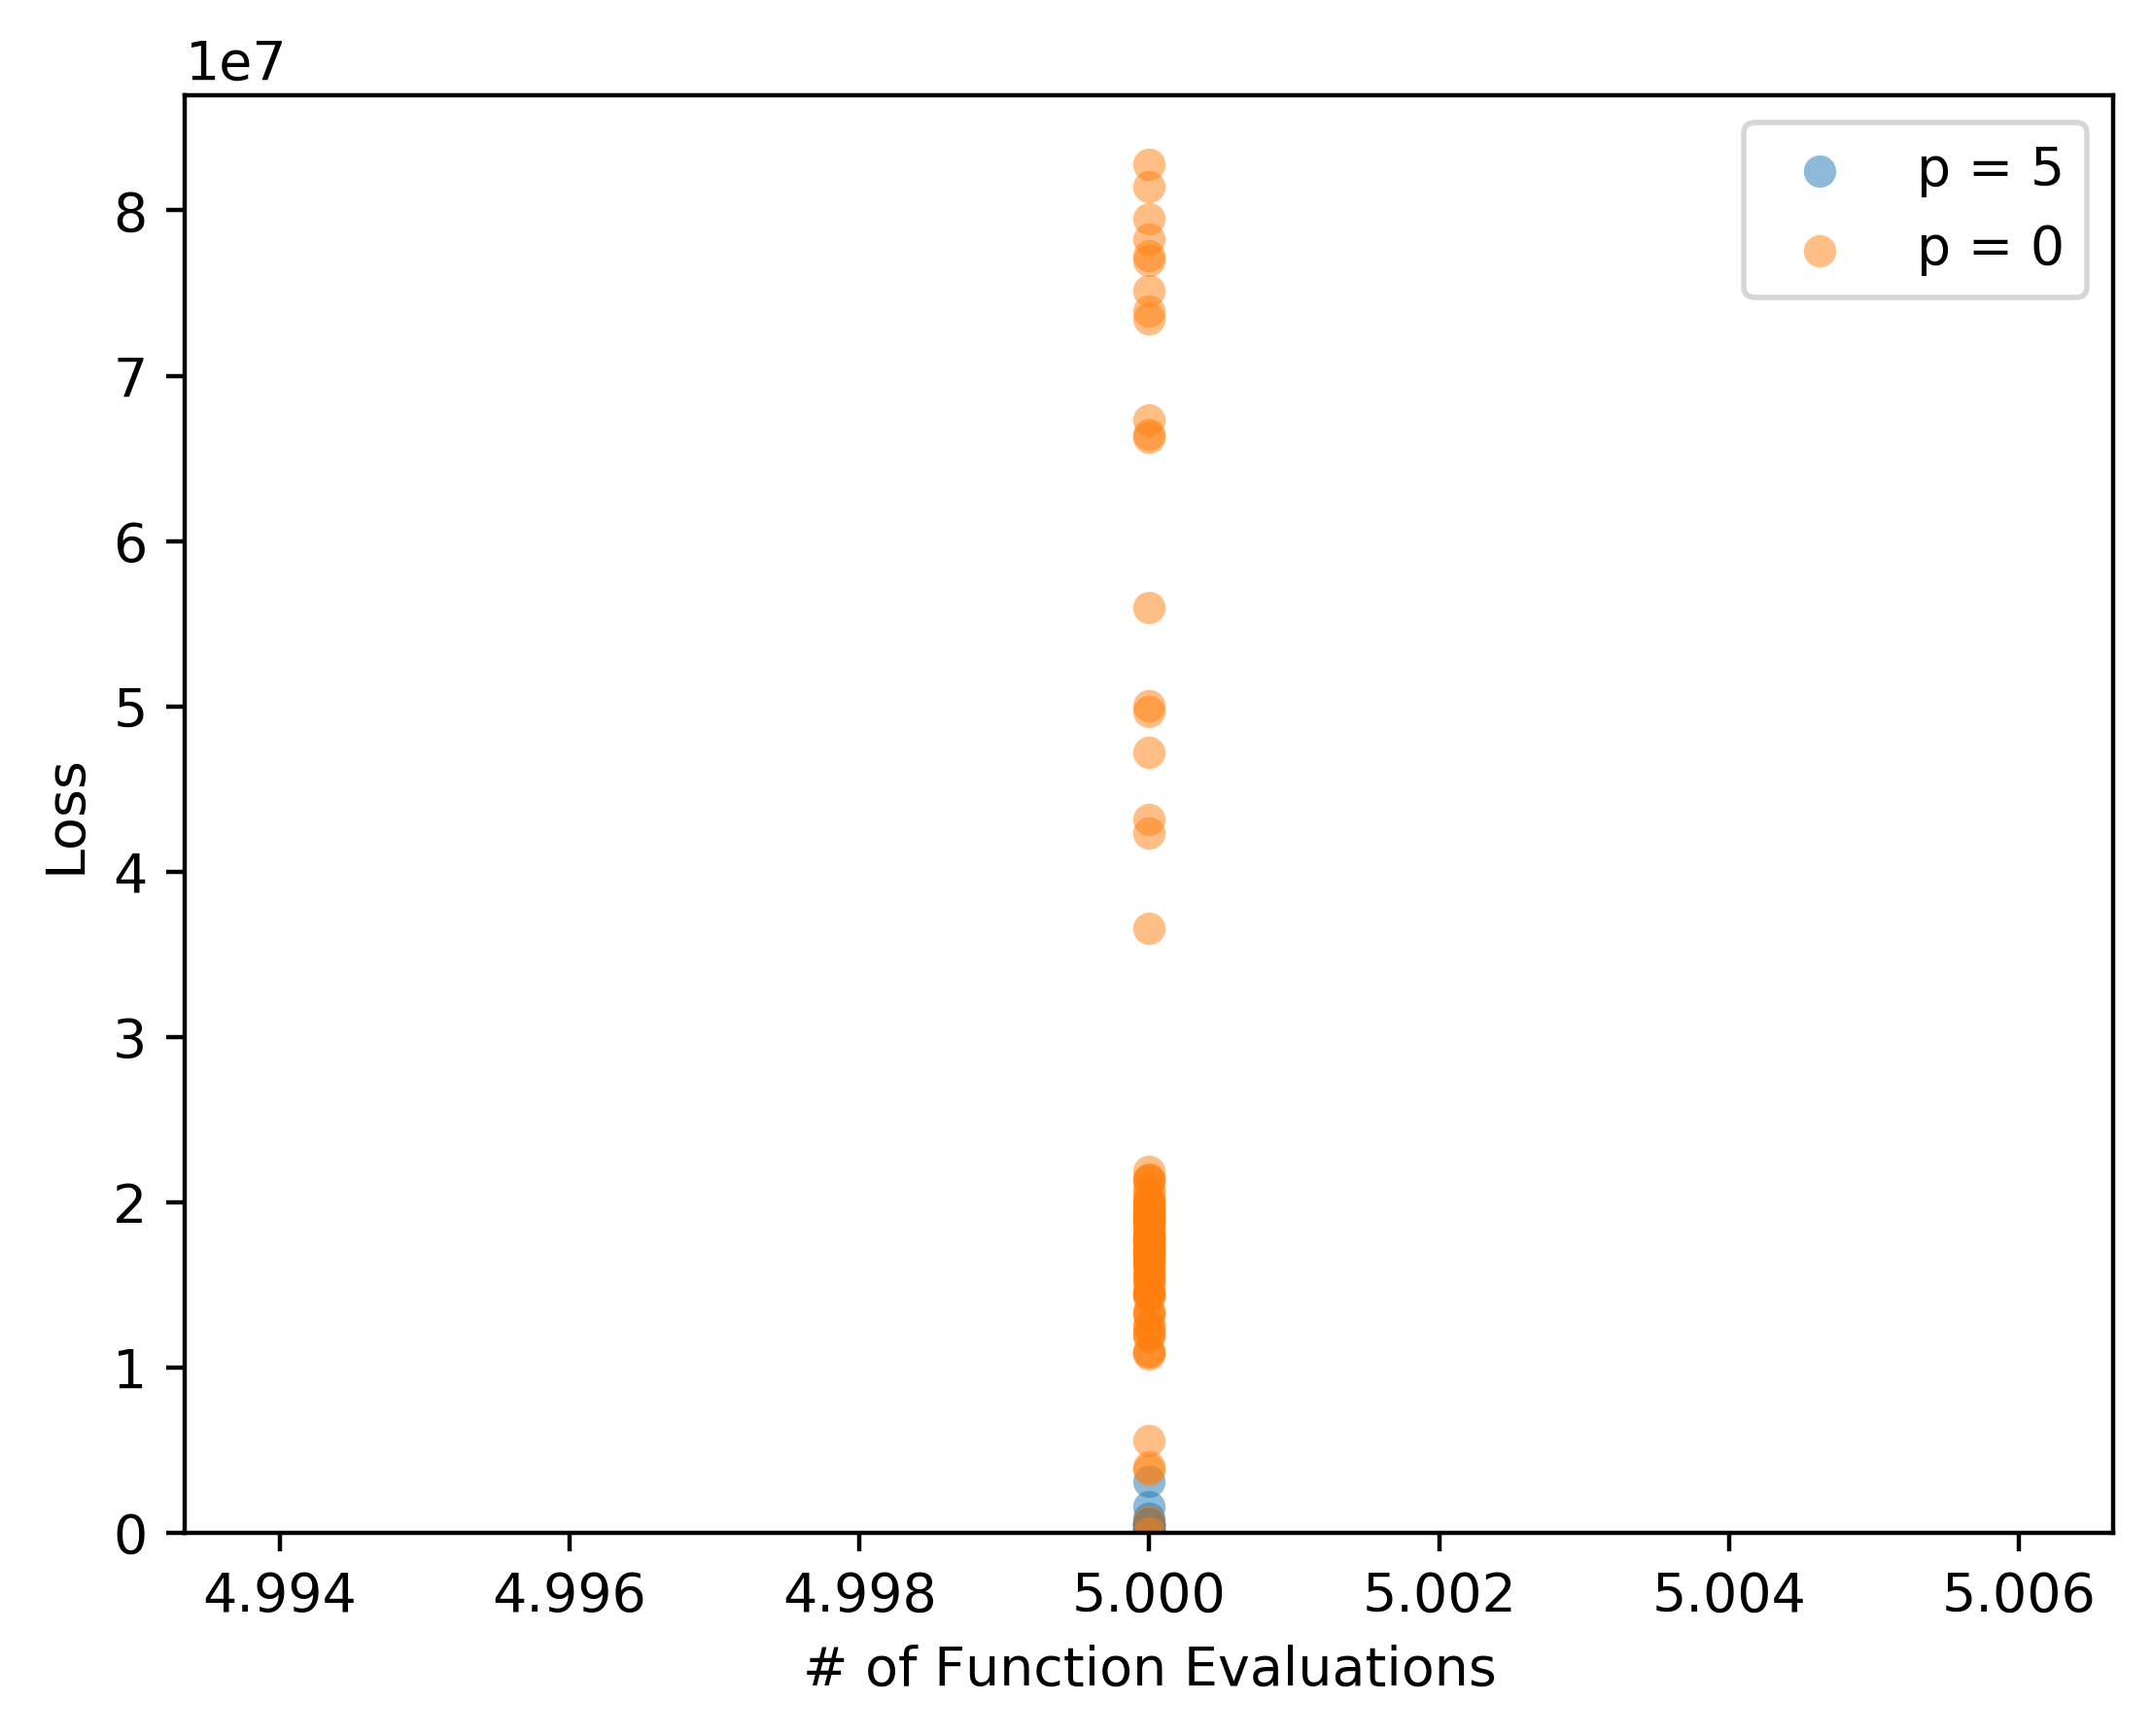 1e7
p = 5
p = 0
8
7
6
5
4
3
2
1
0
Loss
4.994 4.996 4.998 5.000 5.002 5.004 5.006
# of Function Evaluations